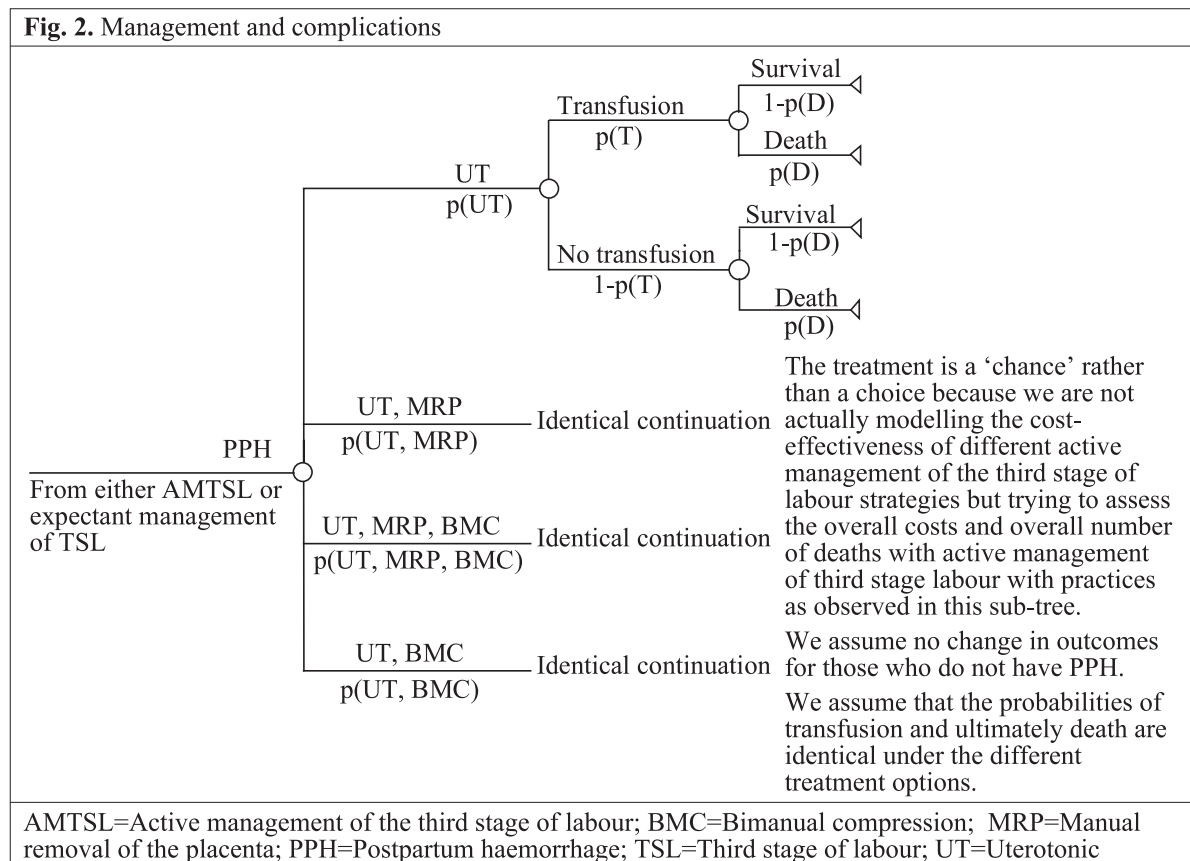 Fig. 2. Management and complications
Survival
1-p(D)
Transfusion
p(T)
Death
p(D)
UT
p(UT)
Survival
1-p(D)
No transfusion
1-p(T)
Death
p(D)
UT, MRP
p(UT, MRP)
Identical continuation
PPH
From either AMTSL or
expectant management
of TSL
UT, MRP, BMC
p(UT, MRP, BMC)
Identical continuation
UT, BMC
p(UT, BMC)
Identical continuation
The treatment is a ‘chance’ rather
than a choice because we are not
actually modelling the cost-
effectiveness of different active
management of the third stage of
labour strategies but trying to assess
the overall costs and overall number
of deaths with active management
of third stage labour with practices
as observed in this sub-tree.
We assume no change in outcomes
for those who do not have PPH.
We assume that the probabilities of
transfusion and ultimately death are
identical under the different
treatment options.
AMTSL=Active management of the third stage of labour; BMC=Bimanual compression; MRP=Manual
removal of the placenta; PPH=Postpartum haemorrhage; TSL=Third stage of labour; UT=Uterotonic